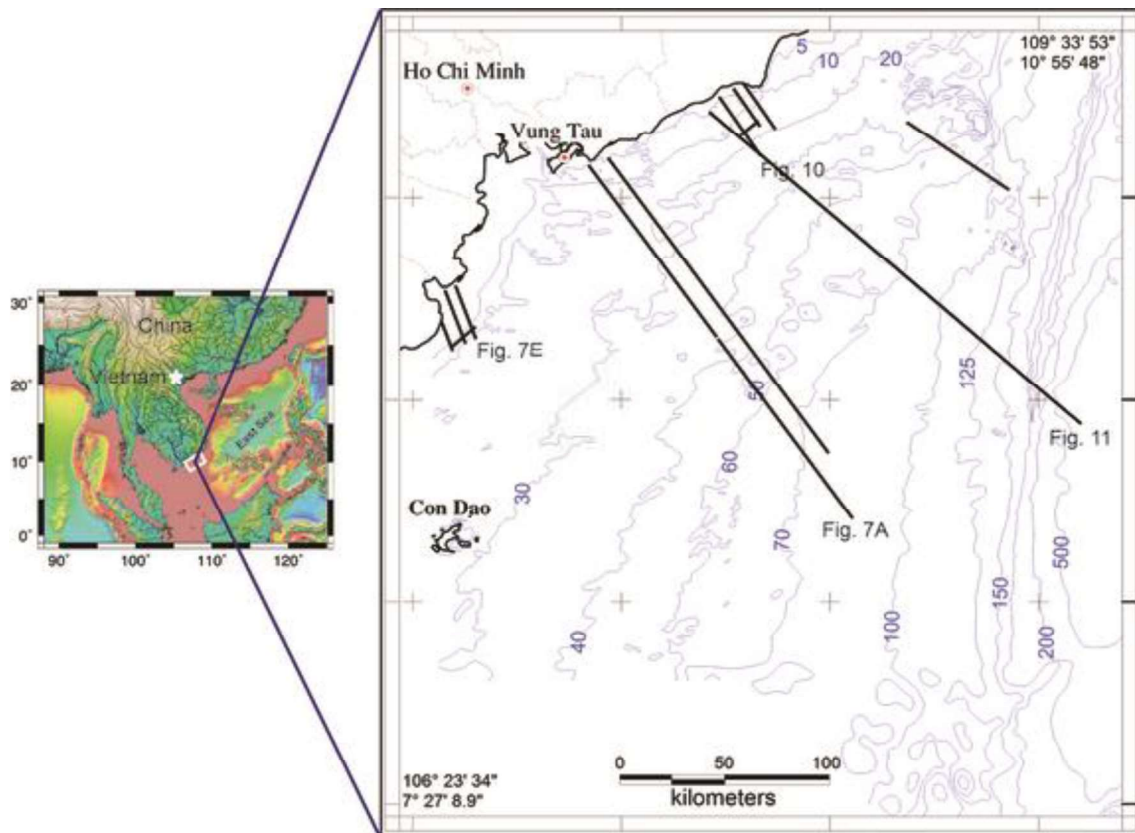 30°
20°
10°
0°
90°
100°
110°
120°
China
Vietnam
East Sea
109° 33' 53"
10° 55' 48"
5
10
20
Ho Chi Minh
Vung Tau
Fig. 10
Fig. 7E
50
125
Fig. 11
60
30
Con Dao
Fig. 7A
70
500
150
40
100
200
106° 23' 34"
7° 27' 8.9"
0
50
100
kilometers